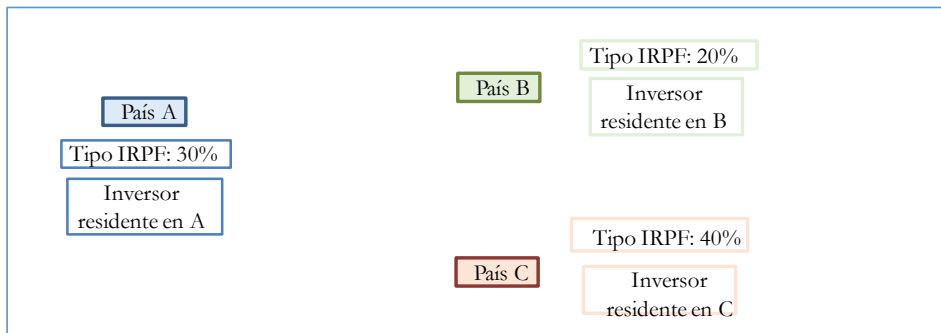 País A
Tipo IRPF: 30%
Inversor
residente en A
País B
Tipo IRPF: 20%
Inversor
residente en B
País C
Tipo IRPF: 40%
Inversor
residente en C